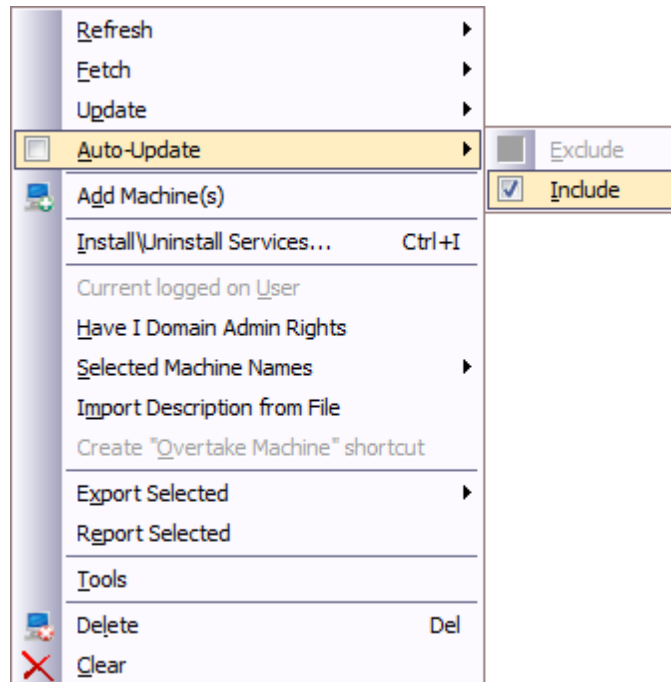 Refresh
Fetch
Update
Auto-Update
Exclude
Include
Add Machine(s)
Install\Uninstall Services... Ctrl+I
Current logged on User
Have I Domain Admin Rights
Selected Machine Names
Import Description from File
Create "Overtake Machine" shortcut
Export Selected
Report Selected
Tools
Delete Del
Clear